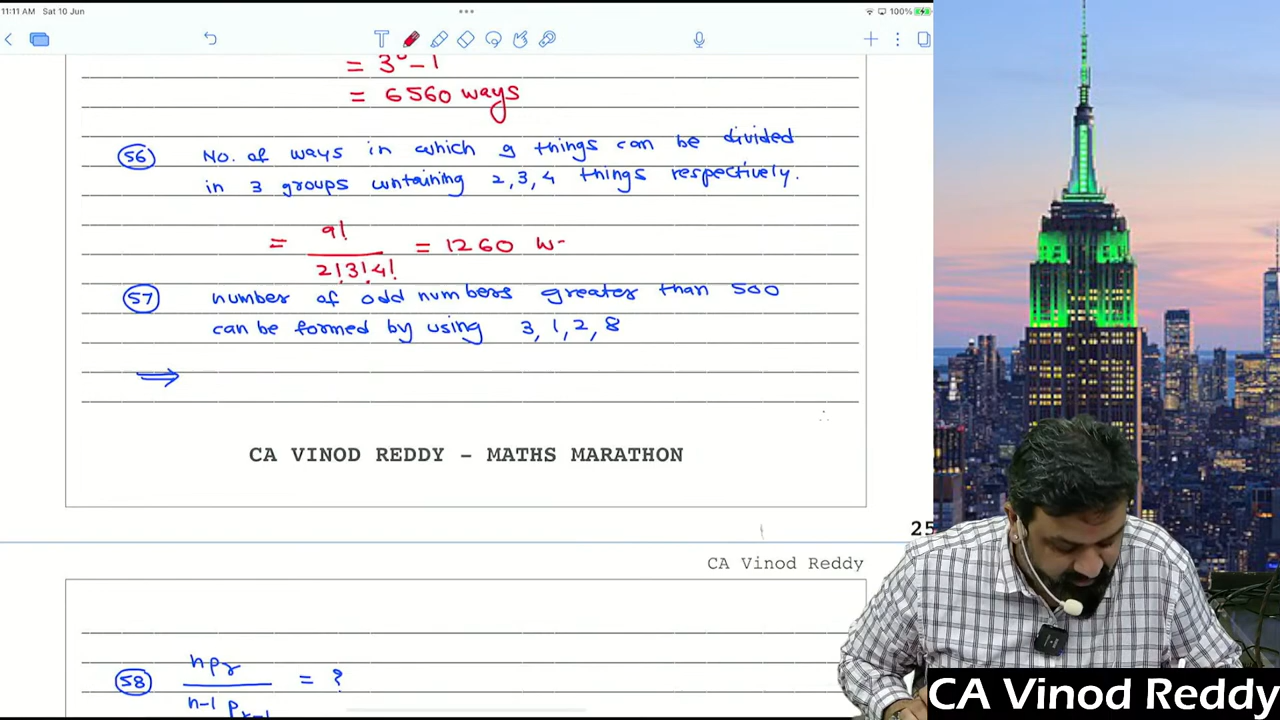 11:11 AM Sat 10 Jun
100%
= 3⁸ – 1
= 6560 ways
56 No. of ways in which 9 things can be divided
in 3 groups containing 2, 3, 4 things respectively.
= 9! / 2! 3! 4! = 1260 w
57 number of odd numbers greater than 500
can be formed by using 3, 1, 2, 8
⇒
CA VINOD REDDY – MATHS MARATHON
25
CA Vinod Reddy
58 nPr / n-1 Pr-1 = ?
CA Vinod Reddy